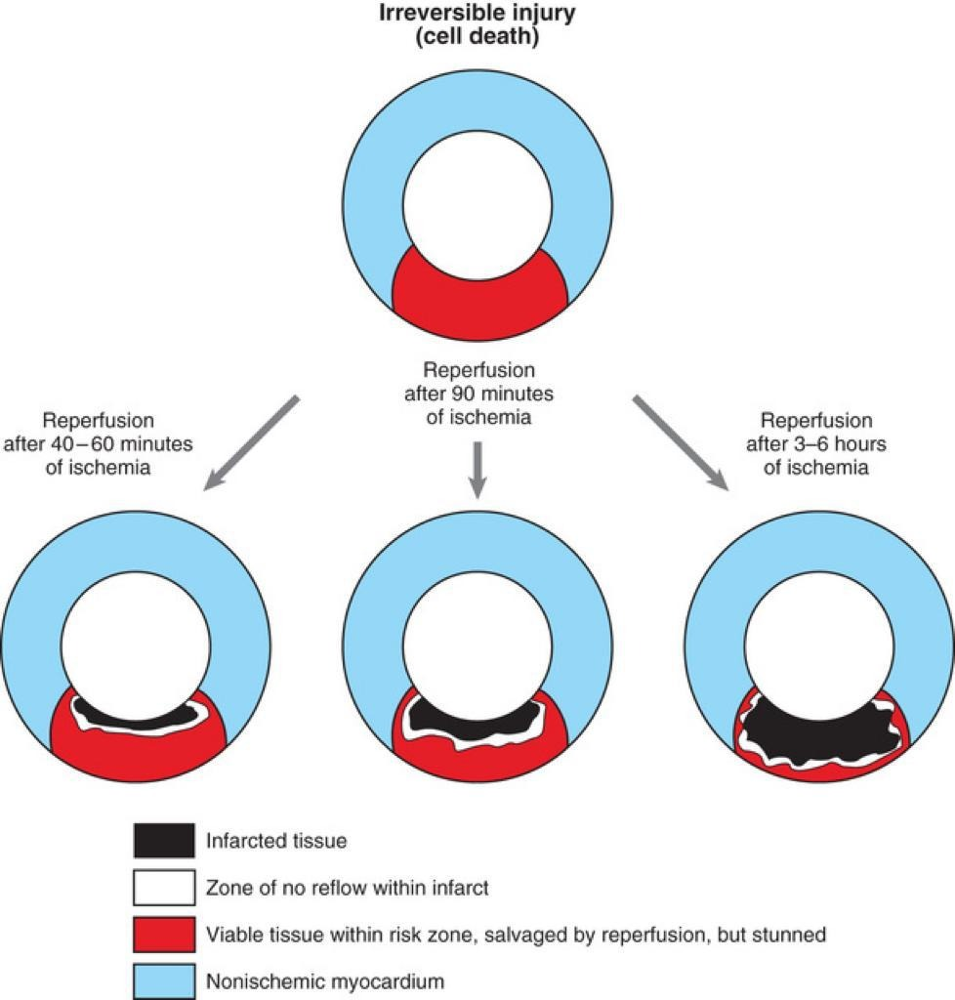 Irreversible injury
(cell death)
Reperfusion
after 40–60 minutes
of ischemia
Reperfusion
after 90 minutes
of ischemia
Reperfusion
after 3–6 hours
of ischemia
Infarcted tissue
Zone of no reflow within infarct
Viable tissue within risk zone, salvaged by reperfusion, but stunned
Nonischemic myocardium